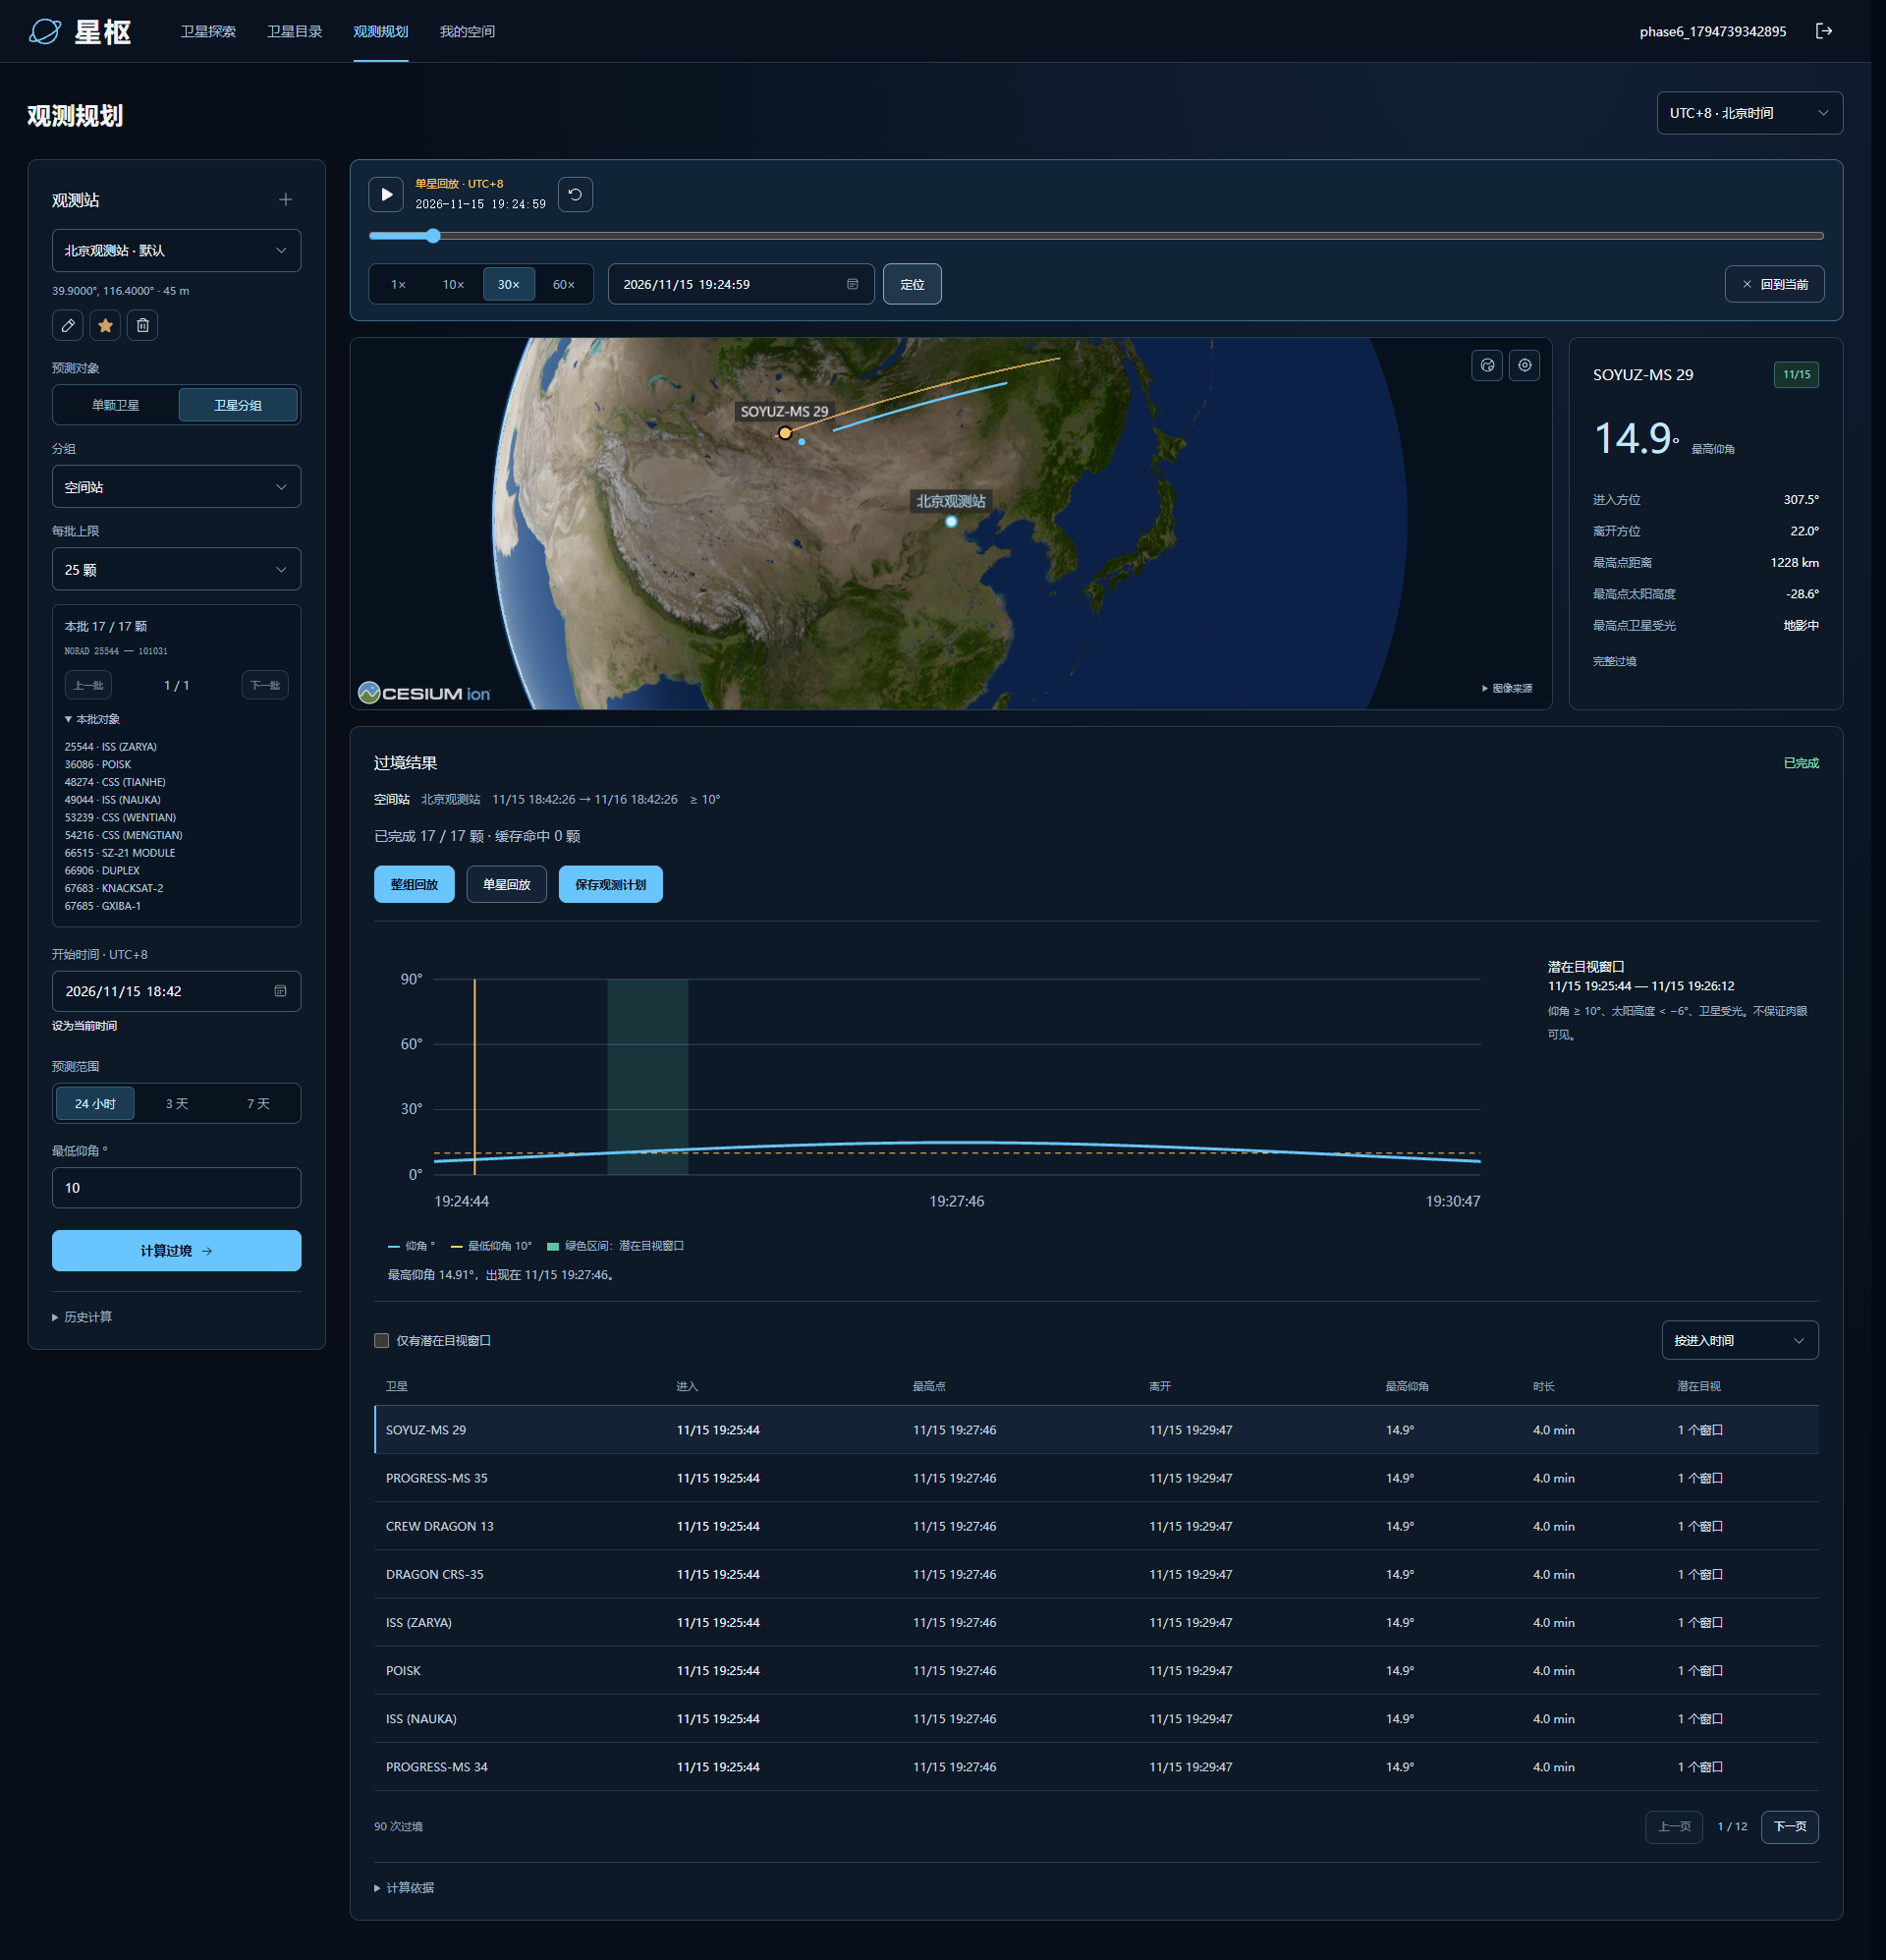 星枢
卫星探索 卫星目录 观测规划 我的空间
phase6_1794739342895
观测规划
UTC+8 · 北京时间
观测站
北京观测站 · 默认
39.9000°, 116.4000° · 45 m
预测对象
单颗卫星 卫星分组
分组
空间站
每批上限
25 颗
本批 17 / 17 颗
NORAD 25544 — 101031
上一批 1 / 1 下一批
▼ 本批对象
25544 · ISS (ZARYA)
36086 · POISK
48274 · CSS (TIANHE)
49044 · ISS (NAUKA)
53239 · CSS (WENTIAN)
54216 · CSS (MENGTIAN)
66515 · SZ-21 MODULE
66906 · DUPLEX
67683 · KNACKSAT-2
67685 · GXIBA-1
开始时间 · UTC+8
2026/11/15 18:42
设为当前时间
预测范围
24 小时 3 天 7 天
最低仰角 °
10
计算过境 →
▶ 历史计算
单星回放 · UTC+8
2026-11-15 19:24:59
1× 10× 30× 60×
2026/11/15 19:24:59
定位
× 回到当前
SOYUZ-MS 29
北京观测站
CESIUM ion
▶ 图像来源
SOYUZ-MS 29
11/15
14.9° 最高仰角
进入方位 307.5°
离开方位 22.0°
最高点距离 1228 km
最高点太阳高度 -28.6°
最高点卫星受光 地影中
完整过境
过境结果
已完成
空间站 北京观测站 11/15 18:42:26 → 11/16 18:42:26 ≥ 10°
已完成 17 / 17 颗 · 缓存命中 0 颗
整组回放 单星回放 保存观测计划
90°
60°
30°
0°
19:24:44 19:27:46 19:30:47
仰角 ° 最低仰角 10° 绿色区间：潜在目视窗口
最高仰角 14.91°，出现在 11/15 19:27:46。
潜在目视窗口
11/15 19:25:44 — 11/15 19:26:12
仰角 ≥ 10°、太阳高度 < −6°、卫星受光。不保证肉眼
可见。
仅有潜在目视窗口
按进入时间
卫星 进入 最高点 离开 最高仰角 时长 潜在目视
SOYUZ-MS 29 11/15 19:25:44 11/15 19:27:46 11/15 19:29:47 14.9° 4.0 min 1 个窗口
PROGRESS-MS 35 11/15 19:25:44 11/15 19:27:46 11/15 19:29:47 14.9° 4.0 min 1 个窗口
CREW DRAGON 13 11/15 19:25:44 11/15 19:27:46 11/15 19:29:47 14.9° 4.0 min 1 个窗口
DRAGON CRS-35 11/15 19:25:44 11/15 19:27:46 11/15 19:29:47 14.9° 4.0 min 1 个窗口
ISS (ZARYA) 11/15 19:25:44 11/15 19:27:46 11/15 19:29:47 14.9° 4.0 min 1 个窗口
POISK 11/15 19:25:44 11/15 19:27:46 11/15 19:29:47 14.9° 4.0 min 1 个窗口
ISS (NAUKA) 11/15 19:25:44 11/15 19:27:46 11/15 19:29:47 14.9° 4.0 min 1 个窗口
PROGRESS-MS 34 11/15 19:25:44 11/15 19:27:46 11/15 19:29:47 14.9° 4.0 min 1 个窗口
90 次过境
上一页 1 / 12 下一页
▶ 计算依据